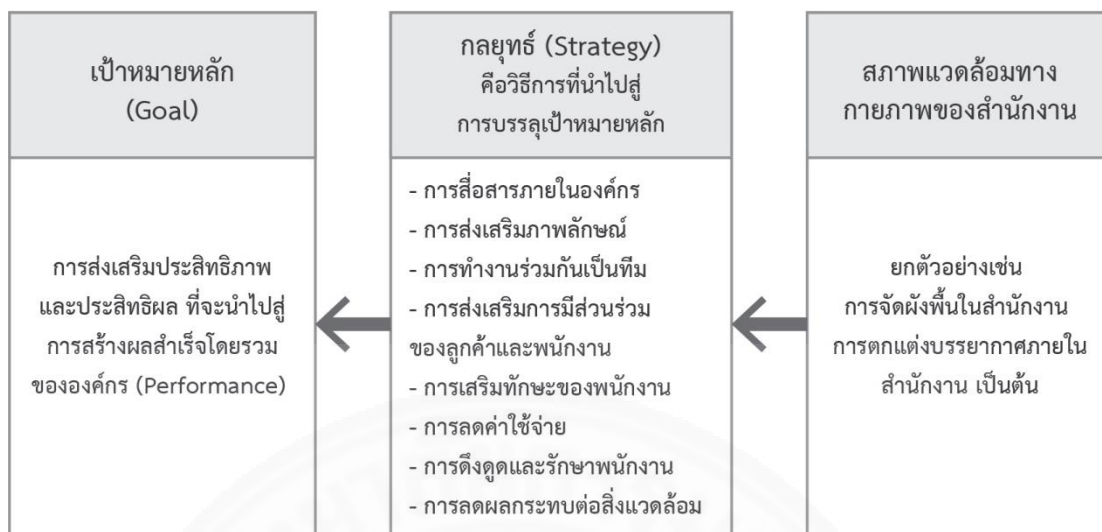 เป้าหมายหลัก
(Goal)
การส่งเสริมประสิทธิภาพ
และประสิทธิผล ที่จะนำไปสู่
การสร้างผลสำเร็จโดยรวม
ขององค์กร (Performance)
กลยุทธ์ (Strategy)
คือวิธีการที่นำไปสู่
การบรรลุเป้าหมายหลัก
- การสื่อสารภายในองค์กร
- การส่งเสริมภาพลักษณ์
- การทำงานร่วมกันเป็นทีม
- การส่งเสริมการมีส่วนร่วม
ของลูกค้าและพนักงาน
- การเสริมทักษะของพนักงาน
- การลดค่าใช้จ่าย
- การดึงดูดและรักษาพนักงาน
- การลดผลกระทบต่อสิ่งแวดล้อม
สภาพแวดล้อมทาง
กายภาพของสำนักงาน
ยกตัวอย่างเช่น
การจัดผังพื้นในสำนักงาน
การตกแต่งบรรยากาศภายใน
สำนักงาน เป็นต้น